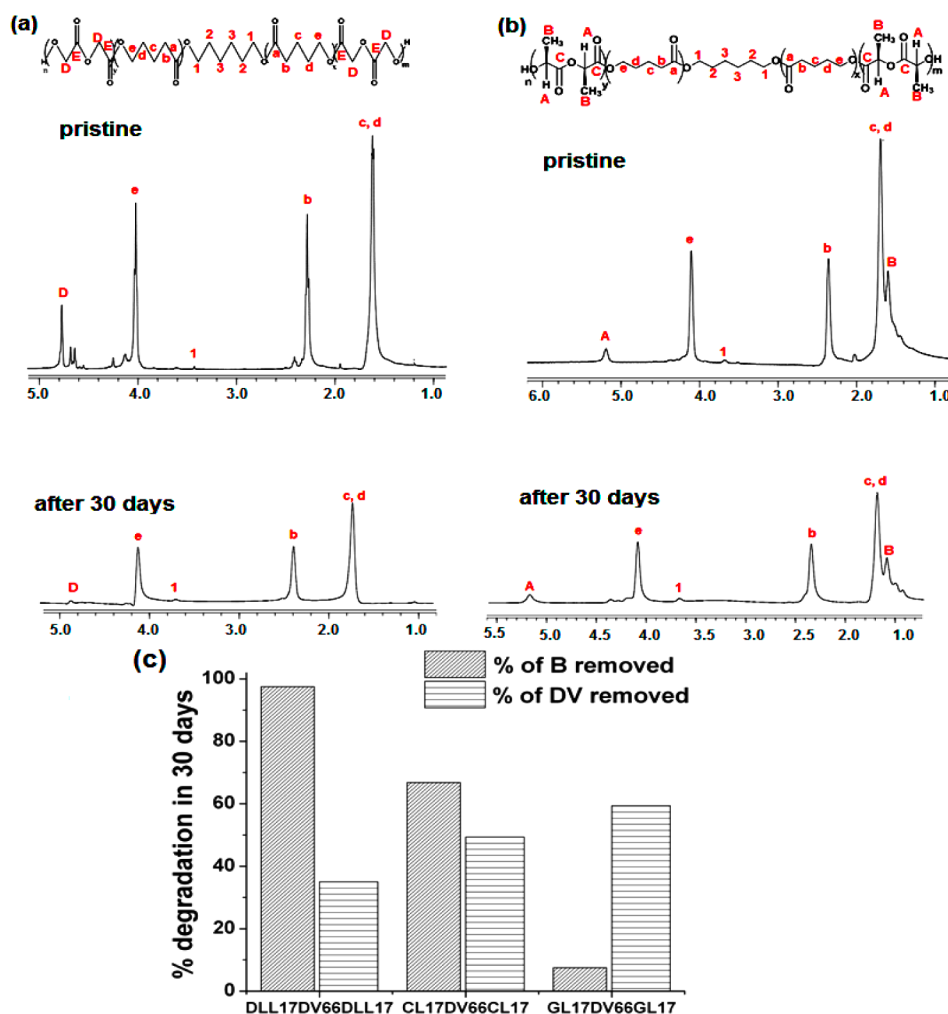 (a)
pristine
D
e
1
b
c, d
5.0 4.0 3.0 2.0 1.0
after 30 days
D
e
1
b
c, d
5.0 4.0 3.0 2.0 1.0
(b)
pristine
A
e
1
b
c, d
B
6.0 5.0 4.0 3.0 2.0 1.0
after 30 days
A
e
1
b
c, d
B
5.5 5.0 4.5 4.0 3.5 3.0 2.5 2.0 1.5 1.0
(c)
% of B removed
% of DV removed
% degradation in 30 days
100
80
60
40
20
0
DLL17DV66DLL17 CL17DV66CL17 GL17DV66GL17